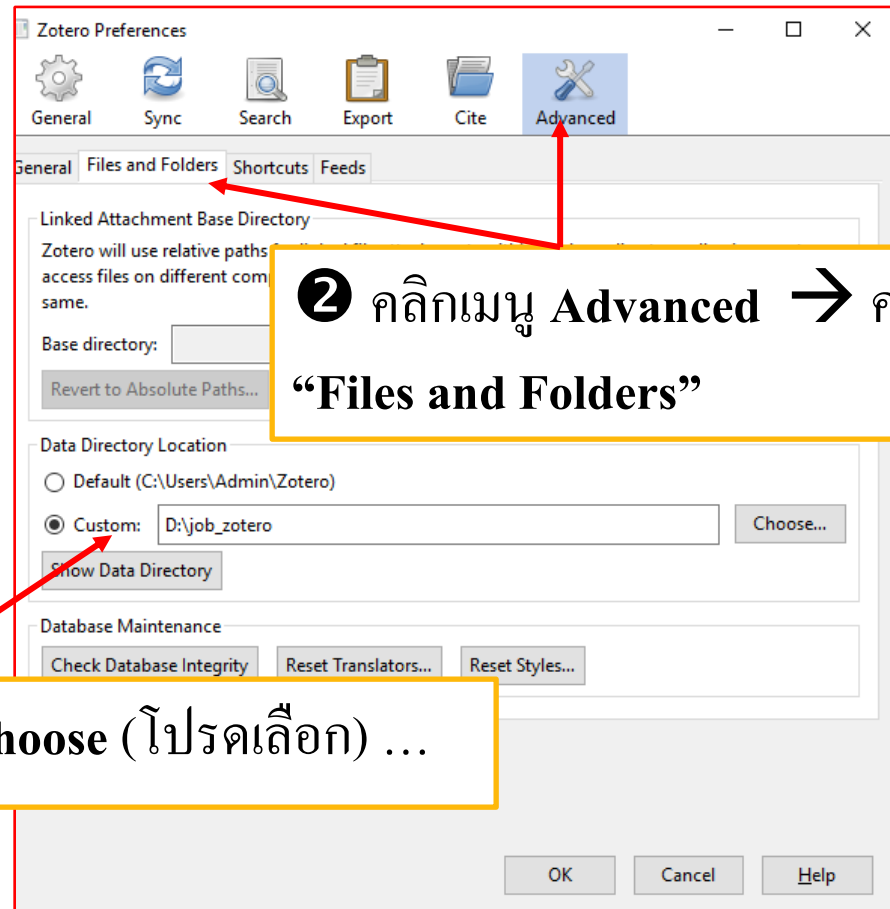 Zotero Preferences
General Sync Search Export Cite Advanced
General Files and Folders Shortcuts Feeds
Linked Attachment Base Directory
Zotero will use relative paths
access files on different
same.
Base directory:
Revert to Absolute Paths...
❷ คลิกเมนู Advanced → ค
“Files and Folders”
Data Directory Location
Default (C:\Users\Admin\Zotero)
Custom: D:\job_zotero Choose...
Show Data Directory
Database Maintenance
Check Database Integrity Reset Translators... Reset Styles...
hoose (โปรดเลือก) ...
OK Cancel Help